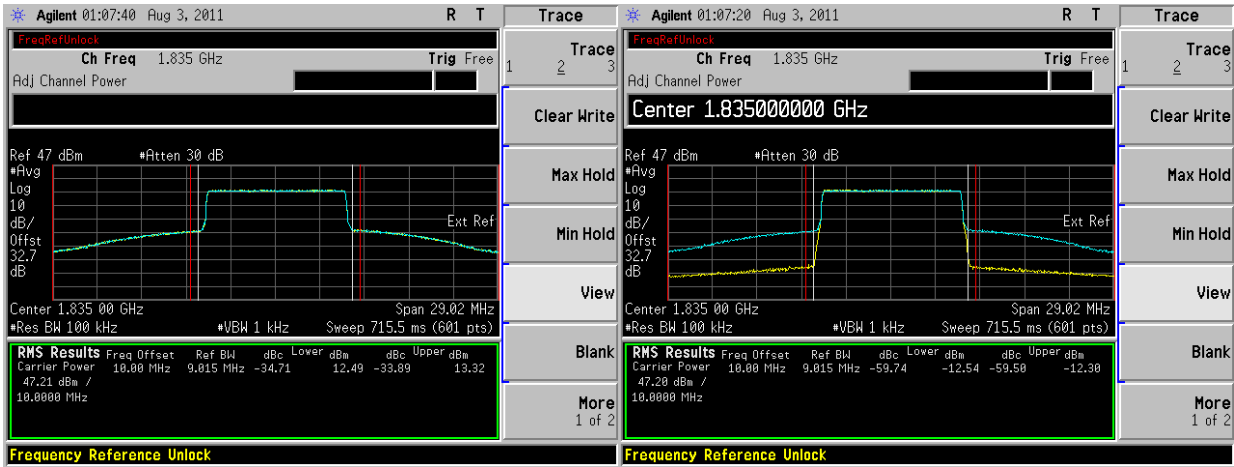 Agilent 01:07:40 Aug 3, 2011 R T
FreqRefUnlock
Ch Freq 1.835 GHz Trig Free
Adj Channel Power
Ref 47 dBm #Atten 30 dB
#Avg
Log
10
dB/
Offst
32.7
dB
Ext Ref
Center 1.835 00 GHz Span 29.02 MHz
#Res BW 100 kHz #VBW 1 kHz Sweep 715.5 ms (601 pts)
RMS Results Freq Offset Ref BW dBc Lower dBm dBc Upper dBm
Carrier Power 10.00 MHz 9.015 MHz -34.71 12.49 -33.89 13.32
47.21 dBm /
10.0000 MHz
Frequency Reference Unlock
Trace
Trace
1 2 3
Clear Write
Max Hold
Min Hold
View
Blank
More
1 of 2
Agilent 01:07:20 Aug 3, 2011 R T
FreqRefUnlock
Ch Freq 1.835 GHz Trig Free
Adj Channel Power
Center 1.835000000 GHz
Ref 47 dBm #Atten 30 dB
#Avg
Log
10
dB/
Offst
32.7
dB
Ext Ref
Center 1.835 00 GHz Span 29.02 MHz
#Res BW 100 kHz #VBW 1 kHz Sweep 715.5 ms (601 pts)
RMS Results Freq Offset Ref BW dBc Lower dBm dBc Upper dBm
Carrier Power 10.00 MHz 9.015 MHz -59.74 -12.54 -59.50 -12.30
47.20 dBm /
10.0000 MHz
Frequency Reference Unlock
Trace
Trace
1 2 3
Clear Write
Max Hold
Min Hold
View
Blank
More
1 of 2